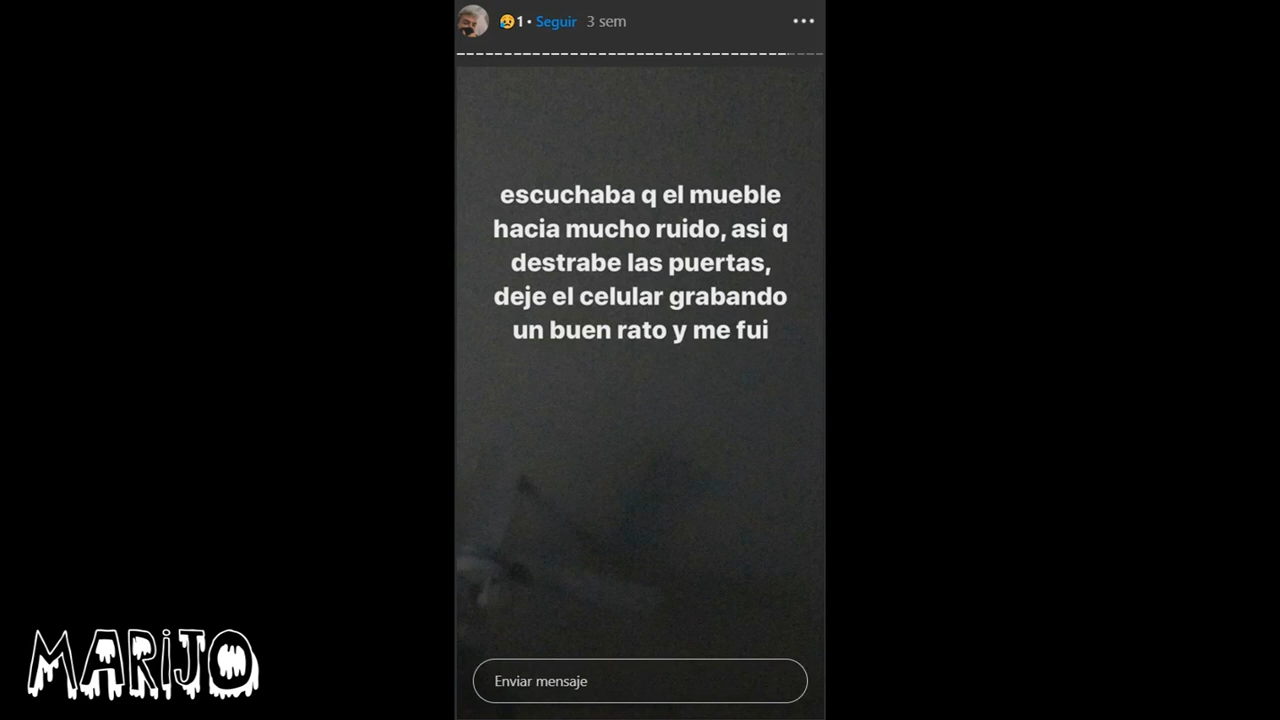 😥1 • Seguir 3 sem
escuchaba q el mueble
hacia mucho ruido, asi q
destrabe las puertas,
deje el celular grabando
un buen rato y me fui
Enviar mensaje
MARiJO